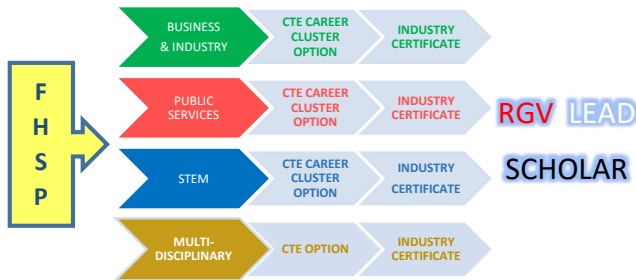 F
H
S
P
BUSINESS
& INDUSTRY
CTE CAREER
CLUSTER
OPTION
INDUSTRY
CERTIFICATE
PUBLIC
SERVICES
CTE CAREER
CLUSTER
OPTION
INDUSTRY
CERTIFICATE
STEM
CTE CAREER
CLUSTER
OPTION
INDUSTRY
CERTIFICATE
MULTI-
DISCIPLINARY
CTE OPTION
INDUSTRY
CERTIFICATE
RGV LEAD
SCHOLAR